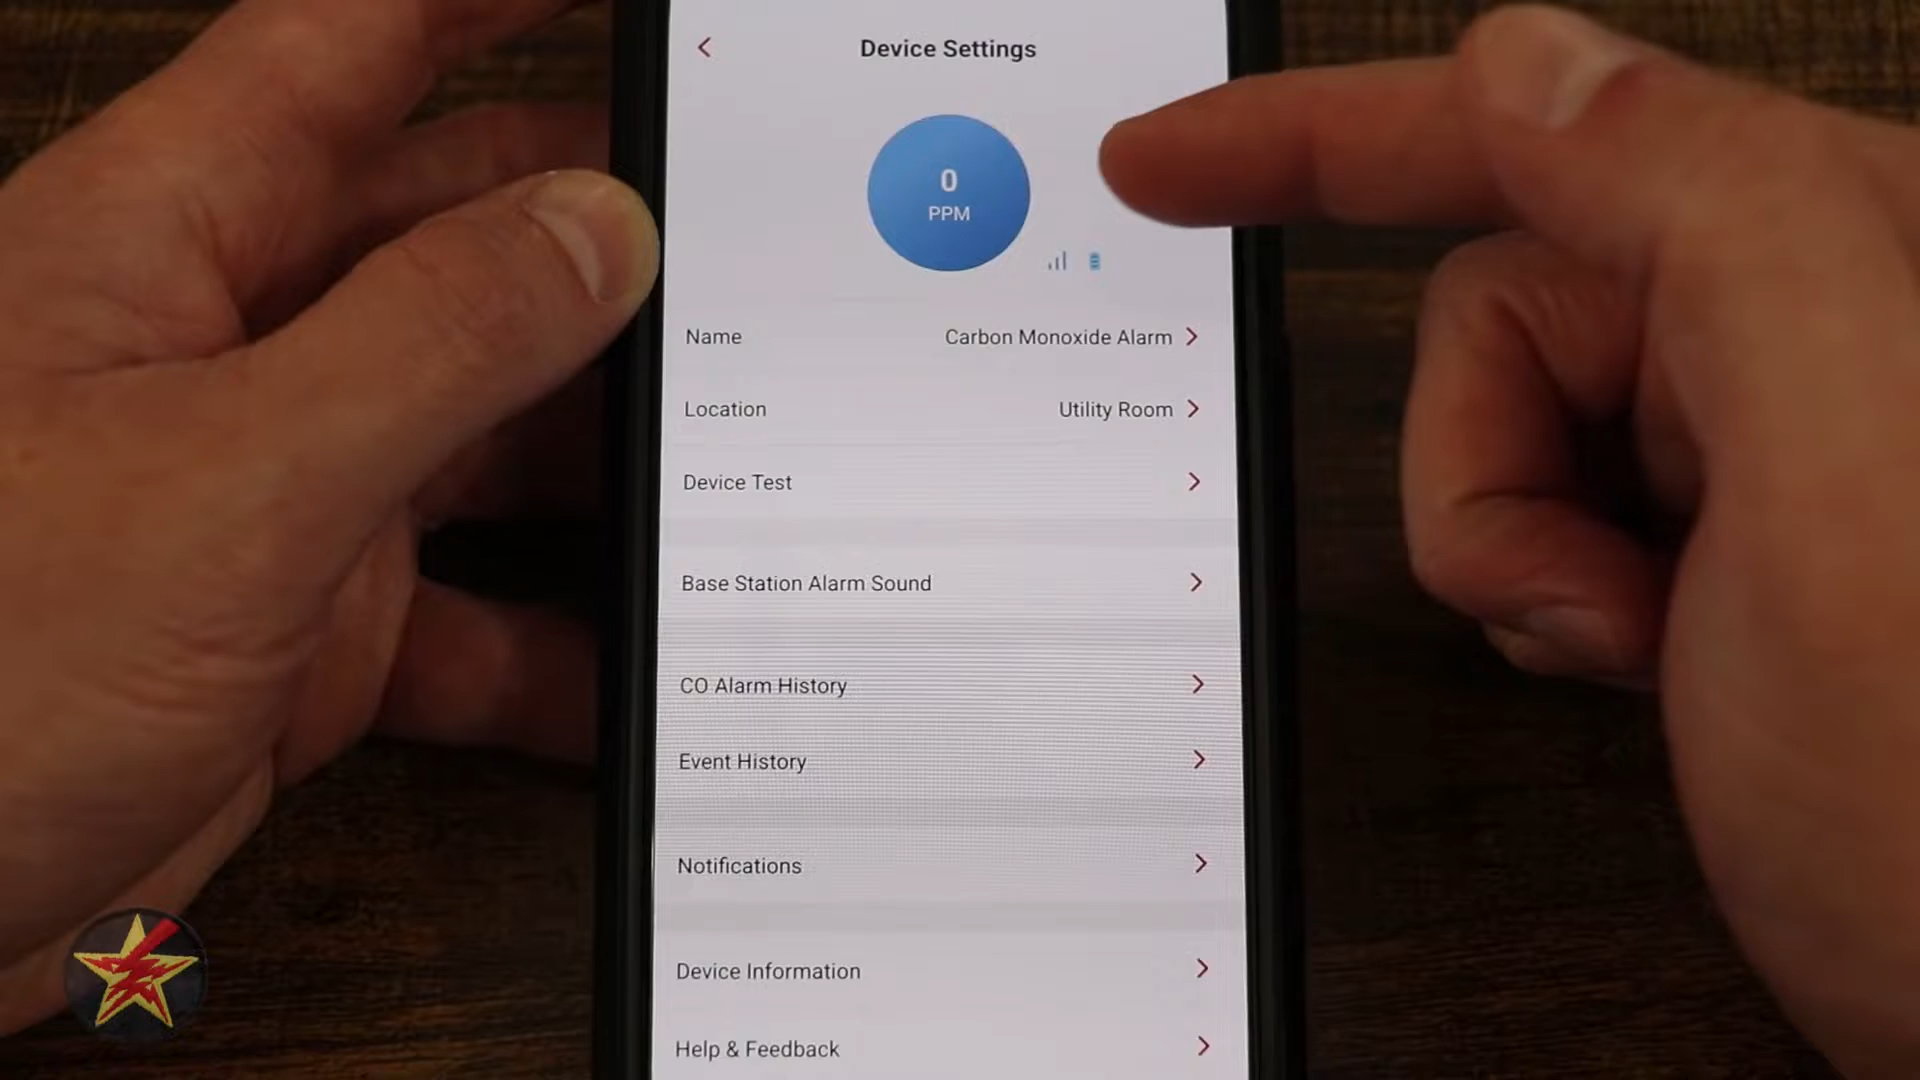 Device Settings
0
PPM
Name Carbon Monoxide Alarm
Location Utility Room
Device Test
Base Station Alarm Sound
CO Alarm History
Event History
Notifications
Device Information
Help & Feedback